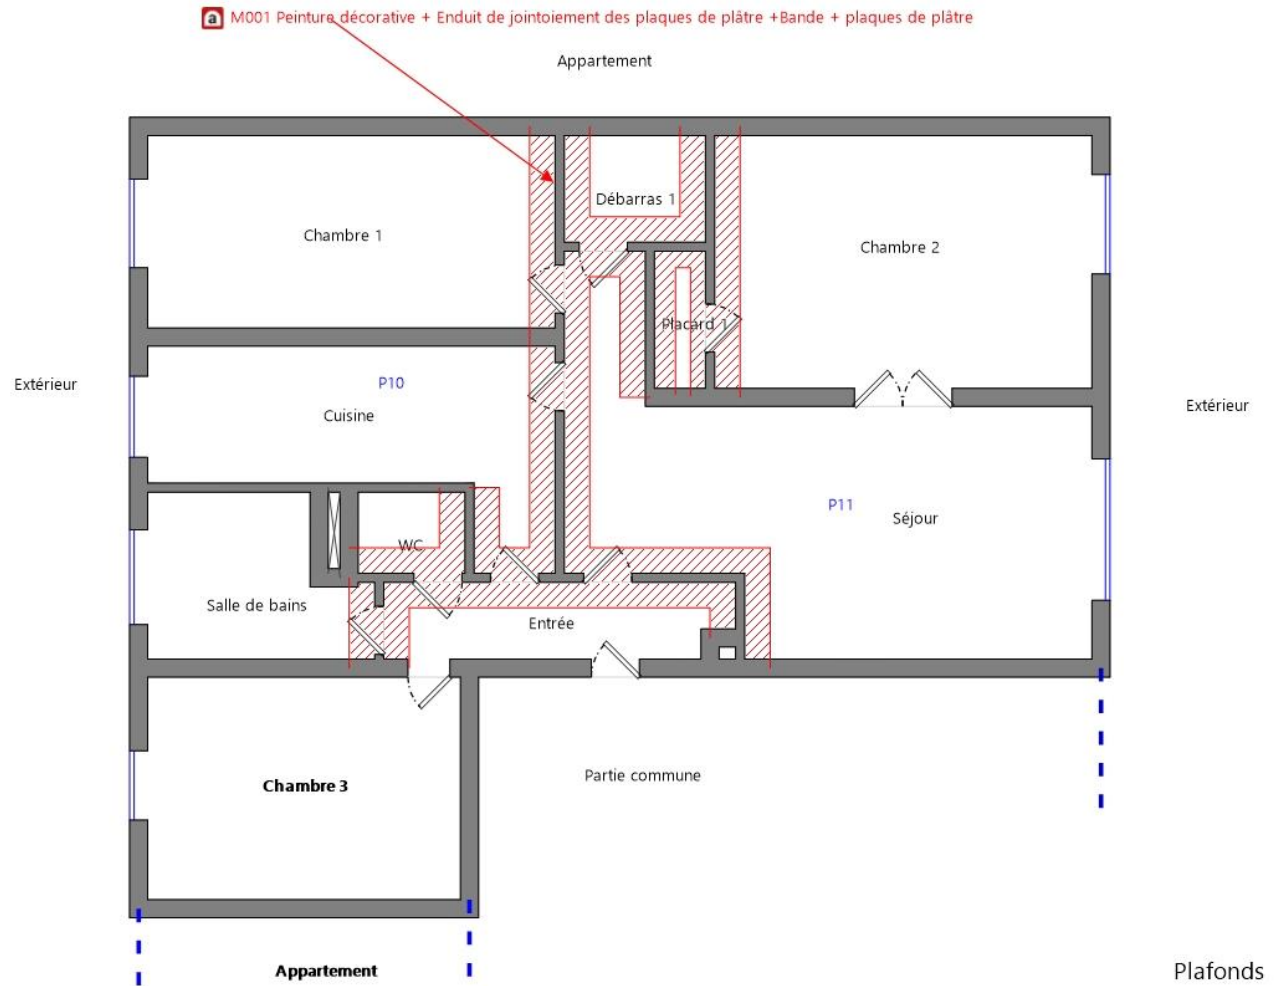 a M001 Peinture décorative + Enduit de jointoiement des plaques de plâtre +Bande + plaques de plâtre
Appartement
Débarras 1
Chambre 1
Chambre 2
Placard 1
Extérieur
P10
Extérieur
Cuisine
P11
Séjour
WC
Salle de bains
Entrée
Partie commune
Chambre 3
Appartement
Plafonds